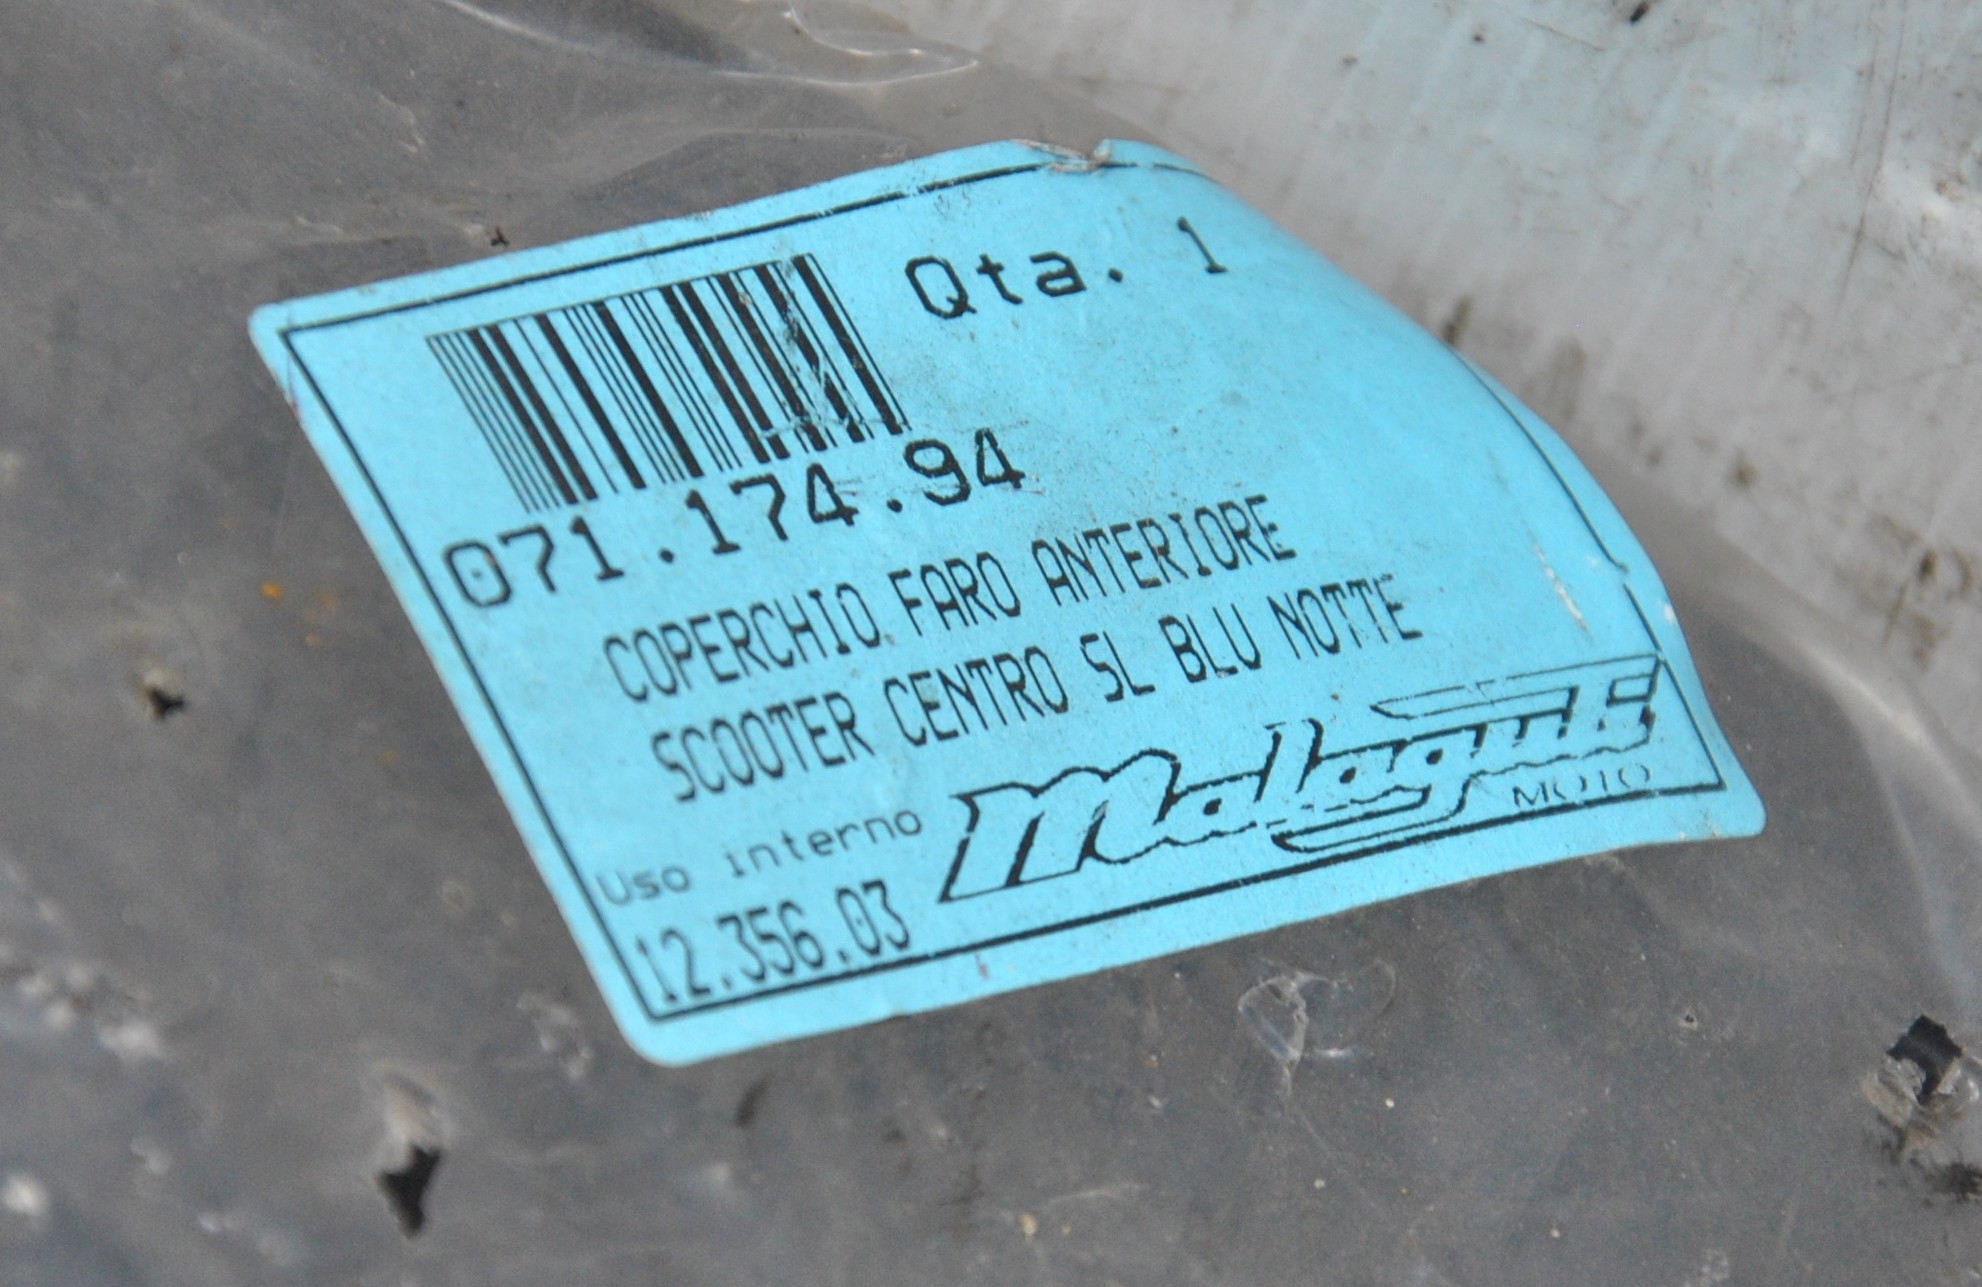 Qta. 1
071.174.94
COPERCHIO FARO ANTERIORE
SCOOTER CENTRO SL BLU NOTTE
Uso interno
12.356.03
Malaguti
MOTO